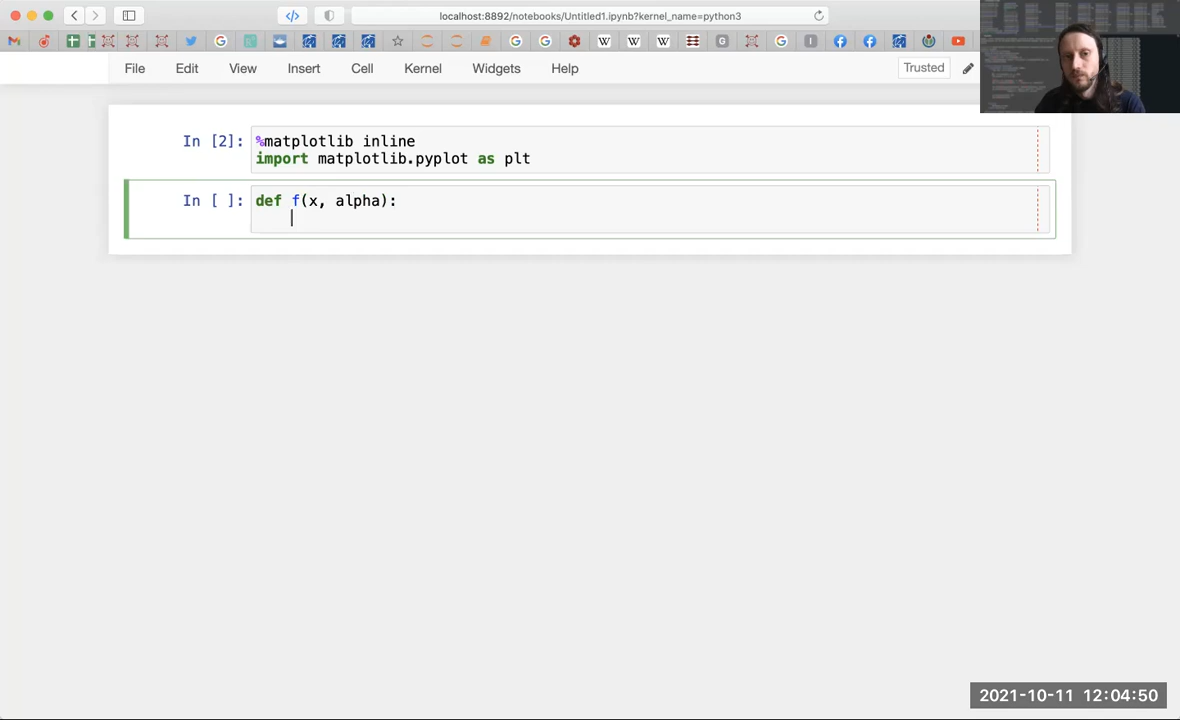 localhost:8892/notebooks/Untitled1.ipynb?kernel_name=python3
File Edit View Insert Cell Kernel Widgets Help Trusted
In [2]: %matplotlib inline
import matplotlib.pyplot as plt
In [ ]: def f(x, alpha):
2021-10-11 12:04:50